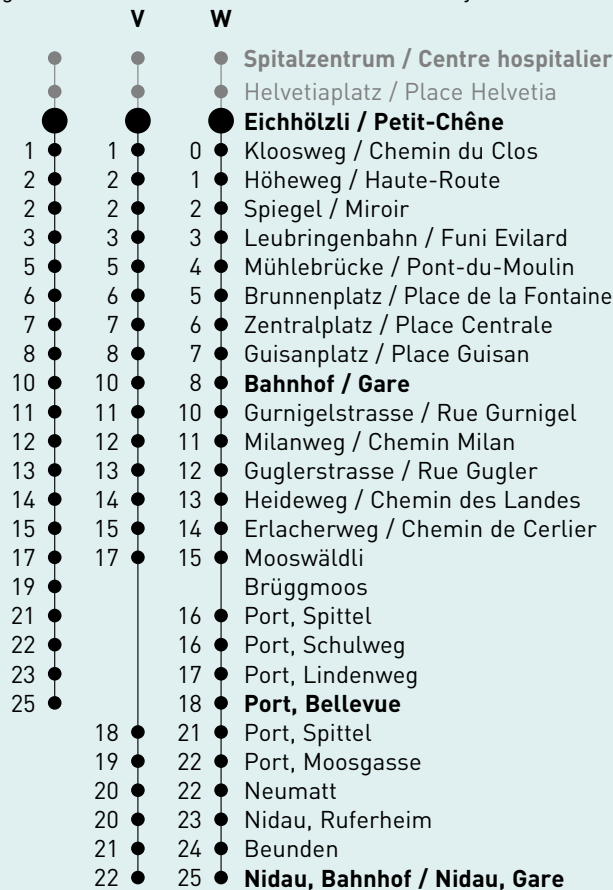 V W
Spitalzentrum / Centre hospitalier
Helvetiaplatz / Place Helvetia
Eichhölzli / Petit-Chêne
1 1 0 Kloosweg / Chemin du Clos
2 2 1 Höheweg / Haute-Route
2 2 2 Spiegel / Miroir
3 3 3 Leubringenbahn / Funi Evilard
5 5 4 Mühlebrücke / Pont-du-Moulin
6 6 5 Brunnenplatz / Place de la Fontaine
7 7 6 Zentralplatz / Place Centrale
8 8 7 Guisanplatz / Place Guisan
10 10 8 Bahnhof / Gare
11 11 10 Gurnigelstrasse / Rue Gurnigel
12 12 11 Milanweg / Chemin Milan
13 13 12 Guglerstrasse / Rue Gugler
14 14 13 Heideweg / Chemin des Landes
15 15 14 Erlacherweg / Chemin de Cerlier
17 17 15 Mooswäldli
19 Brüggmoos
21 16 Port, Spittel
22 16 Port, Schulweg
23 17 Port, Lindenweg
25 18 Port, Bellevue
18 21 Port, Spittel
19 22 Port, Moosgasse
20 22 Neumatt
20 23 Nidau, Ruferheim
21 24 Beunden
22 25 Nidau, Bahnhof / Nidau, Gare